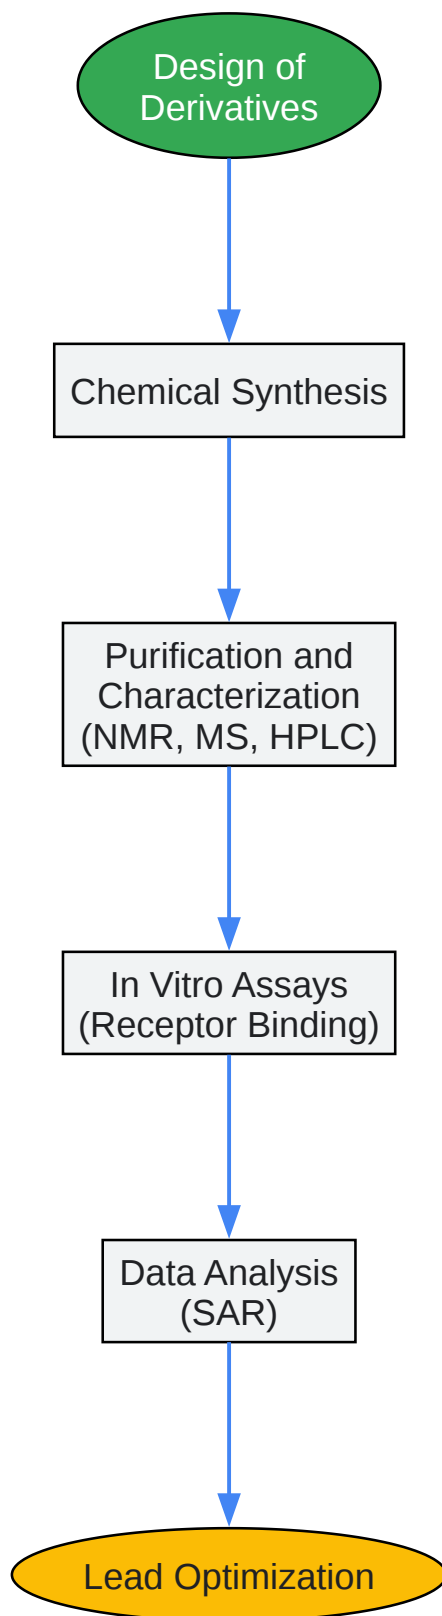 Design of
Derivatives
Chemical Synthesis
Purification and
Characterization
(NMR, MS, HPLC)
In Vitro Assays
(Receptor Binding)
Data Analysis
(SAR)
Lead Optimization